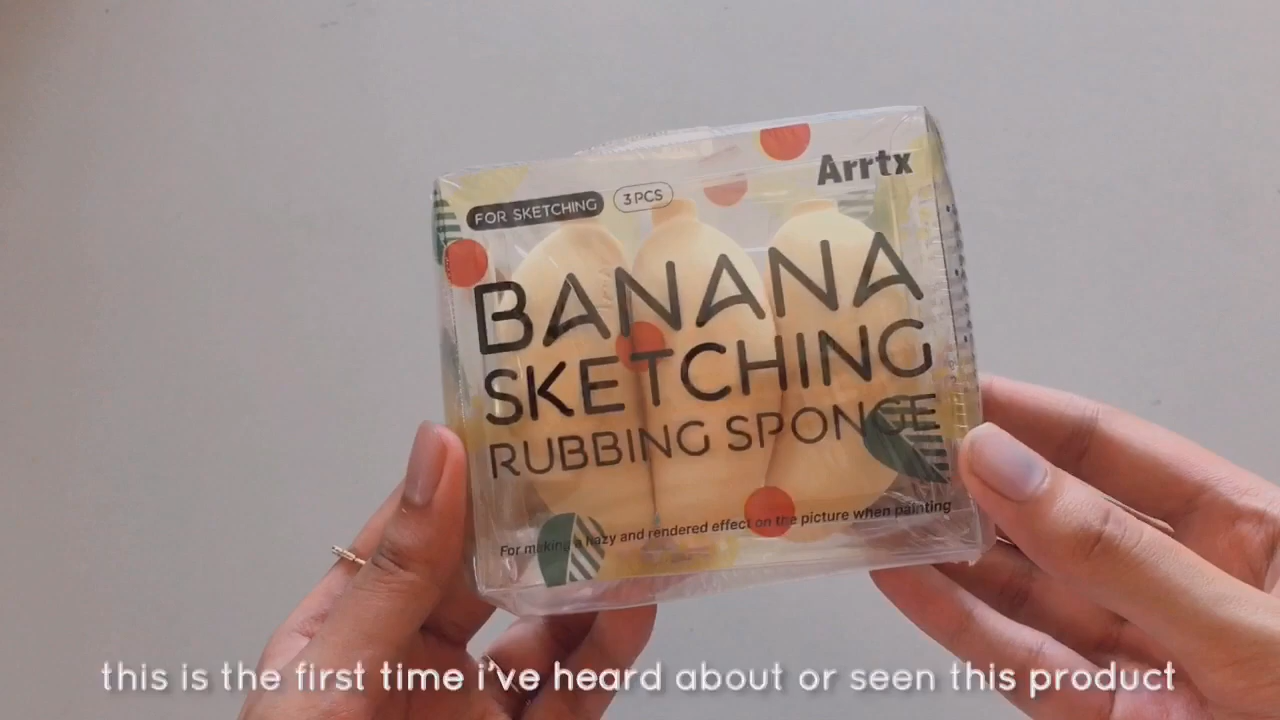 Arrtx
FOR SKETCHING 3 PCS
BANANA
SKETCHING
RUBBING SPONGE
For making a hazy and rendered effect on the picture when painting
this is the first time i've heard about or seen this product